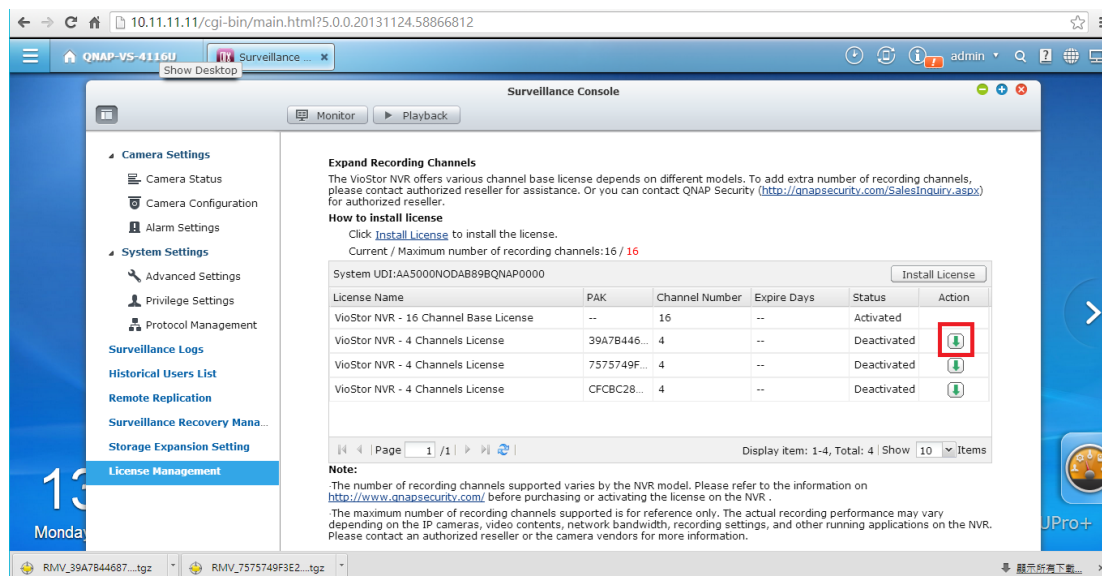 10.11.11.11/cgi-bin/main.html?5.0.0.20131124.58866812
QNAP-VS-4116U
Surveillance ...
admin
Show Desktop
Surveillance Console
Monitor
Playback
Camera Settings
Camera Status
Camera Configuration
Alarm Settings
System Settings
Advanced Settings
Privilege Settings
Protocol Management
Surveillance Logs
Historical Users List
Remote Replication
Surveillance Recovery Mana...
Storage Expansion Setting
License Management
Expand Recording Channels
The VioStor NVR offers various channel base license depends on different models. To add extra number of recording channels,
please contact authorized reseller for assistance. Or you can contact QNAP Security (http://qnapsecurity.com/SalesInquiry.aspx)
for authorized reseller.
How to install license
Click Install License to install the license.
Current / Maximum number of recording channels:16 / 16
System UDI:AA5000NODAB89BQNAP0000 Install License
License Name PAK Channel Number Expire Days Status Action
VioStor NVR - 16 Channel Base License -- 16 -- Activated
VioStor NVR - 4 Channels License 39A7B446... 4 -- Deactivated
VioStor NVR - 4 Channels License 7575749F... 4 -- Deactivated
VioStor NVR - 4 Channels License CFCBC28... 4 -- Deactivated
Page 1 /1 Display item: 1-4, Total: 4 Show 10 Items
Note:
·The number of recording channels supported varies by the NVR model. Please refer to the information on
http://www.qnapsecurity.com/ before purchasing or activating the license on the NVR .
·The maximum number of recording channels supported is for reference only. The actual recording performance may vary
depending on the IP cameras, video contents, network bandwidth, recording settings, and other running applications on the NVR.
Please contact an authorized reseller or the camera vendors for more information.
13
Monday
UPro+
RMV_39A7B44687....tgz
RMV_7575749F3E2...tgz
顯示所有下載...